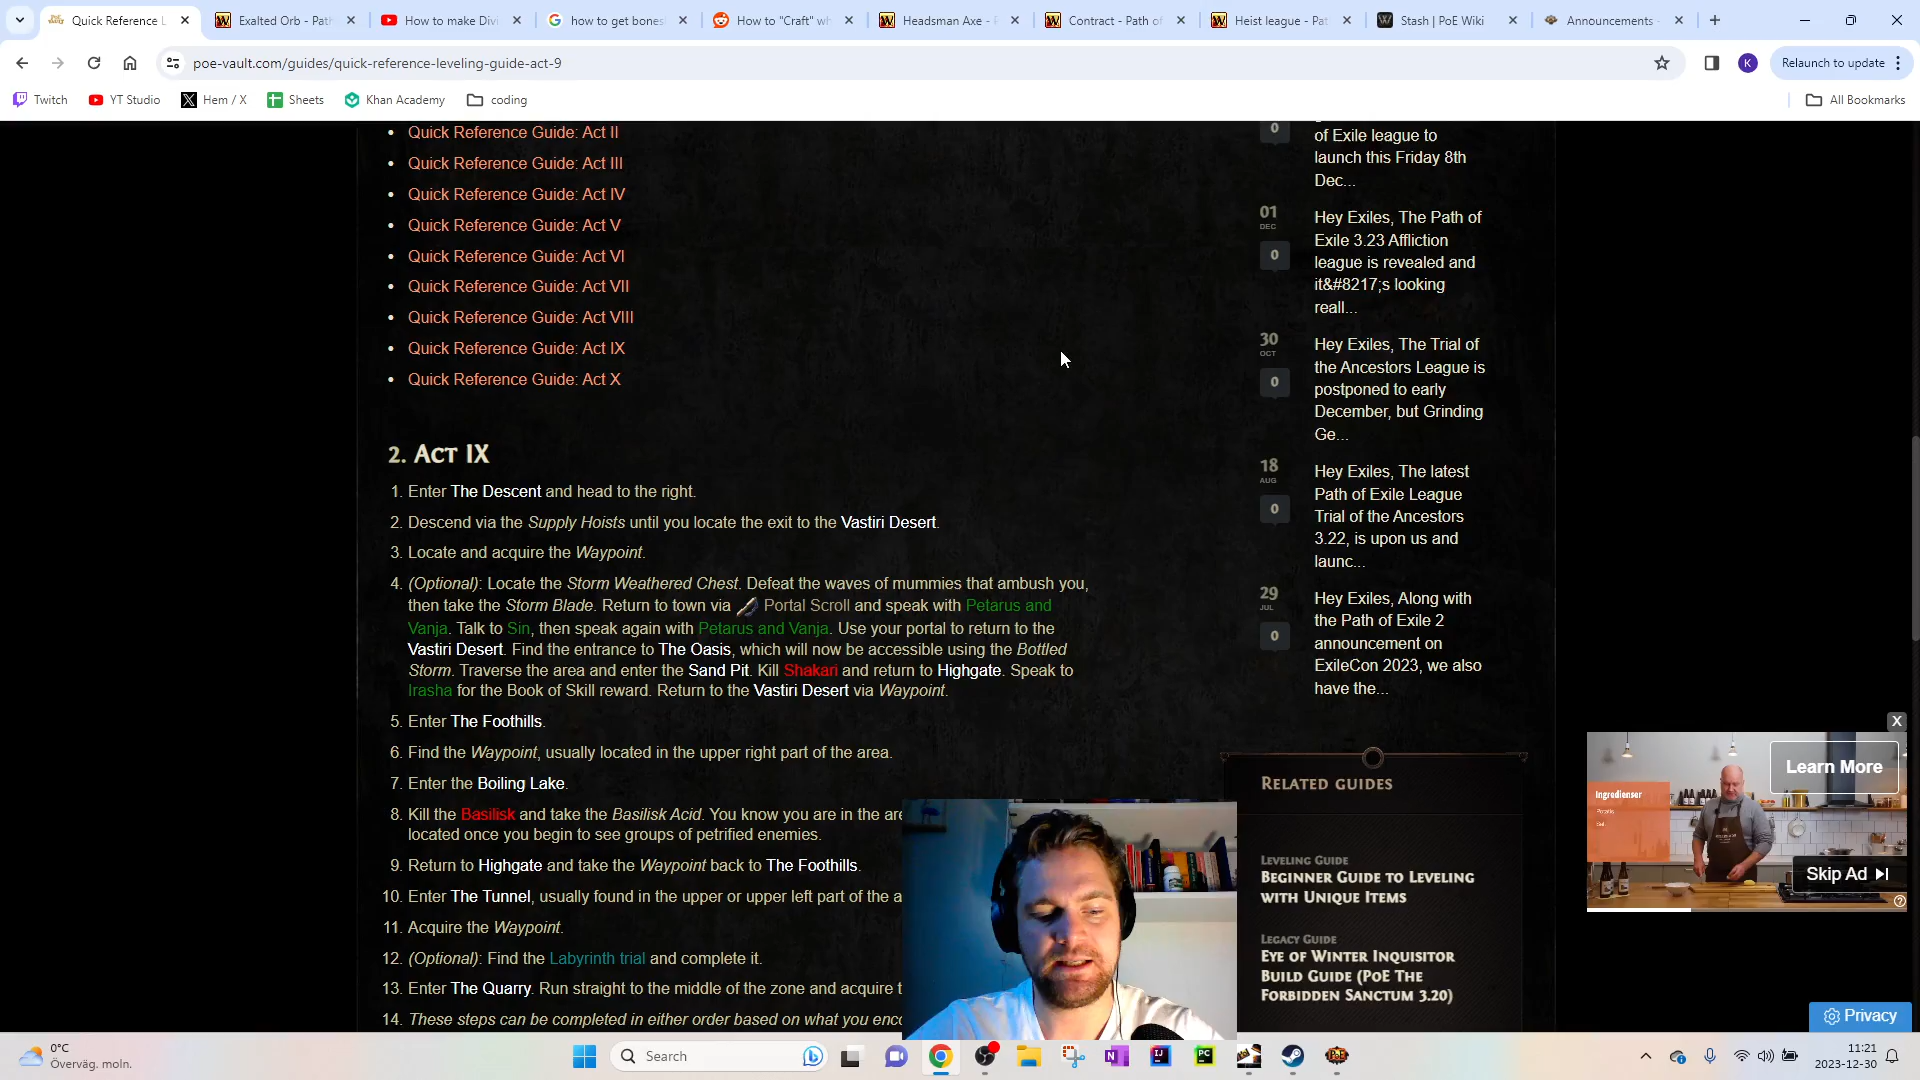 Quick Reference L
Exalted Orb - Pat
How to make Divi
how to get bones
How to "Craft" wh
Headsman Axe -
Contract - Path of
Heist league - Pat
Stash | PoE Wiki
Announcements -
poe-vault.com/guides/quick-reference-leveling-guide-act-9
K
Relaunch to update
Twitch
YT Studio
Hem / X
Sheets
Khan Academy
coding
All Bookmarks
Quick Reference Guide: Act II
Quick Reference Guide: Act III
Quick Reference Guide: Act IV
Quick Reference Guide: Act V
Quick Reference Guide: Act VI
Quick Reference Guide: Act VII
Quick Reference Guide: Act VIII
Quick Reference Guide: Act IX
Quick Reference Guide: Act X
2. Act IX
1. Enter The Descent and head to the right.
2. Descend via the Supply Hoists until you locate the exit to the Vastiri Desert.
3. Locate and acquire the Waypoint.
4. (Optional): Locate the Storm Weathered Chest. Defeat the waves of mummies that ambush you,
then take the Storm Blade. Return to town via Portal Scroll and speak with Petarus and
Vanja. Talk to Sin, then speak again with Petarus and Vanja. Use your portal to return to the
Vastiri Desert. Find the entrance to The Oasis, which will now be accessible using the Bottled
Storm. Traverse the area and enter the Sand Pit. Kill Shakari and return to Highgate. Speak to
Irasha for the Book of Skill reward. Return to the Vastiri Desert via Waypoint.
5. Enter The Foothills.
6. Find the Waypoint, usually located in the upper right part of the area.
7. Enter the Boiling Lake.
8. Kill the Basilisk and take the Basilisk Acid. You know you are in the are
located once you begin to see groups of petrified enemies.
9. Return to Highgate and take the Waypoint back to The Foothills.
10. Enter The Tunnel, usually found in the upper or upper left part of the a
11. Acquire the Waypoint.
12. (Optional): Find the Labyrinth trial and complete it.
13. Enter The Quarry. Run straight to the middle of the zone and acquire t
14. These steps can be completed in either order based on what you enco
0
of Exile league to
launch this Friday 8th
Dec...
01
DEC
0
Hey Exiles, The Path of
Exile 3.23 Affliction
league is revealed and
it&#8217;s looking
reall...
30
OCT
0
Hey Exiles, The Trial of
the Ancestors League is
postponed to early
December, but Grinding
Ge...
18
AUG
0
Hey Exiles, The latest
Path of Exile League
Trial of the Ancestors
3.22, is upon us and
launc...
29
JUL
0
Hey Exiles, Along with
the Path of Exile 2
announcement on
ExileCon 2023, we also
have the...
Related guides
Leveling Guide
Beginner Guide to Leveling
with Unique Items
Legacy Guide
Eye of Winter Inquisitor
Build Guide (PoE The
Forbidden Sanctum 3.20)
X
Learn More
Ingredienser
Skip Ad
Privacy
0°C
Överväg. moln.
Search
11:21
2023-12-30